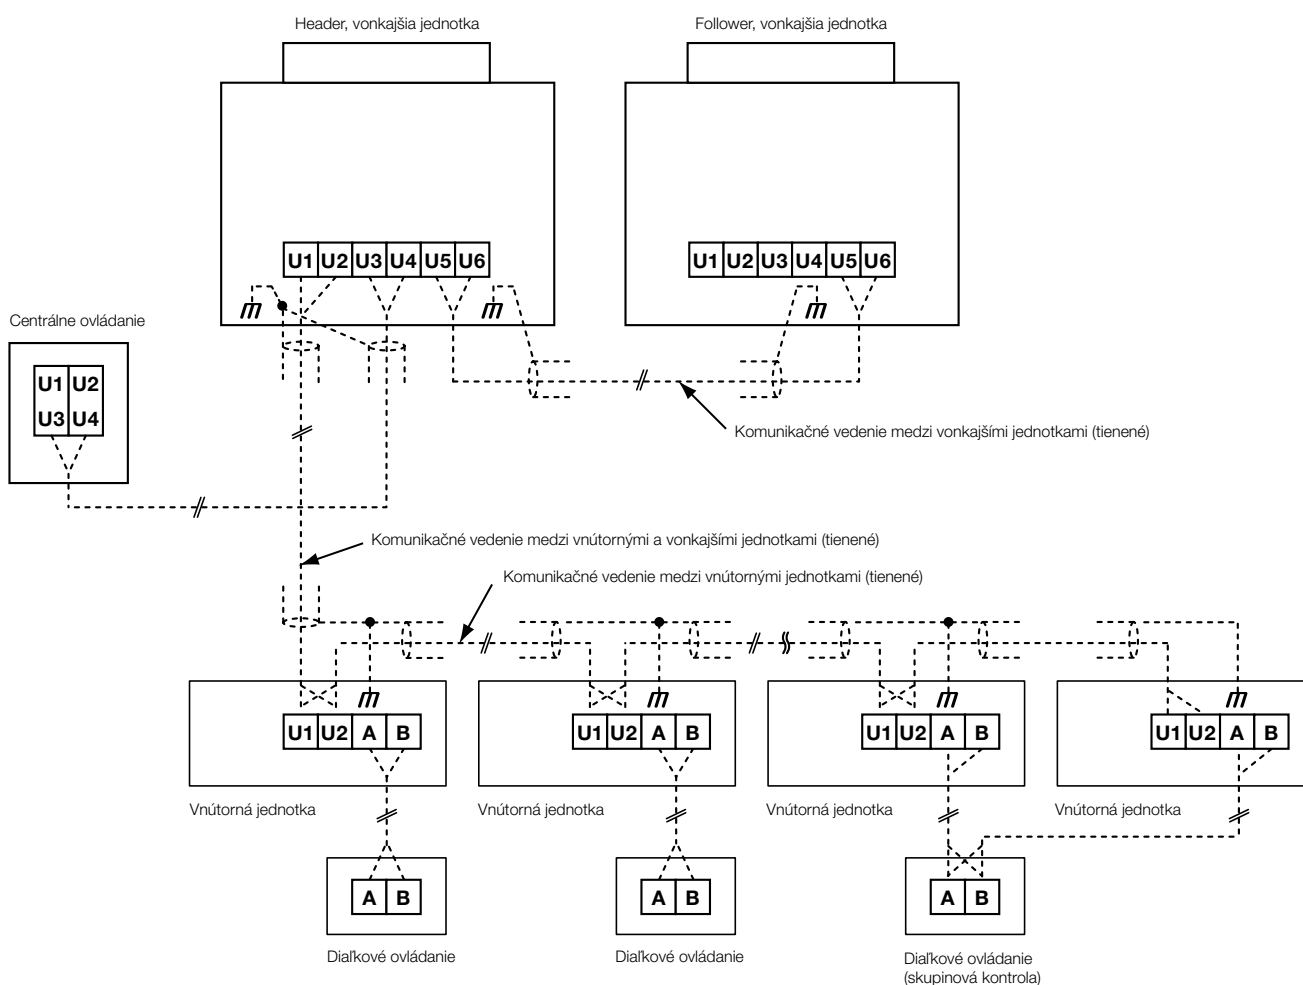 Header, vonkajšia jednotka
Follower, vonkajšia jednotka
U1 U2 U3 U4 U5 U6
U1 U2 U3 U4 U5 U6
Centrálne ovládanie
U1 U2
U3 U4
Komunikačné vedenie medzi vonkajšími jednotkami (tienené)
Komunikačné vedenie medzi vnútornými a vonkajšími jednotkami (tienené)
Komunikačné vedenie medzi vnútornými jednotkami (tienené)
U1 U2 A B
U1 U2 A B
U1 U2 A B
U1 U2 A B
Vnútorná jednotka
Vnútorná jednotka
Vnútorná jednotka
Vnútorná jednotka
A B
A B
A B
Diaľkové ovládanie
Diaľkové ovládanie
Diaľkové ovládanie
(skupinová kontrola)